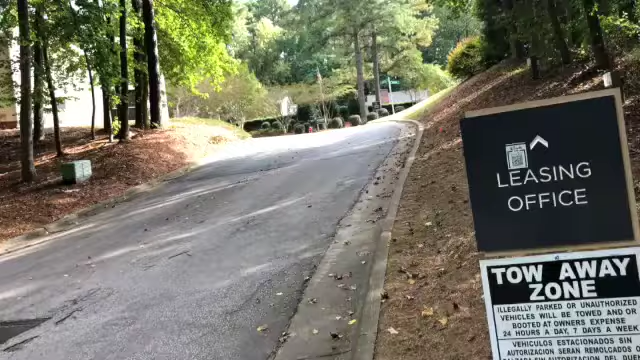 LEASING
OFFICE
TOW AWAY
ZONE
ILLEGALLY PARKED OR UNAUTHORIZED
VEHICLES WILL BE TOWED AND OR
BOOTED AT OWNERS EXPENSE
24 HOURS A DAY, 7 DAYS A WEEK
VEHICULOS ESTACIONADOS SIN
AUTORIZACION SERAN REMOLCADOS